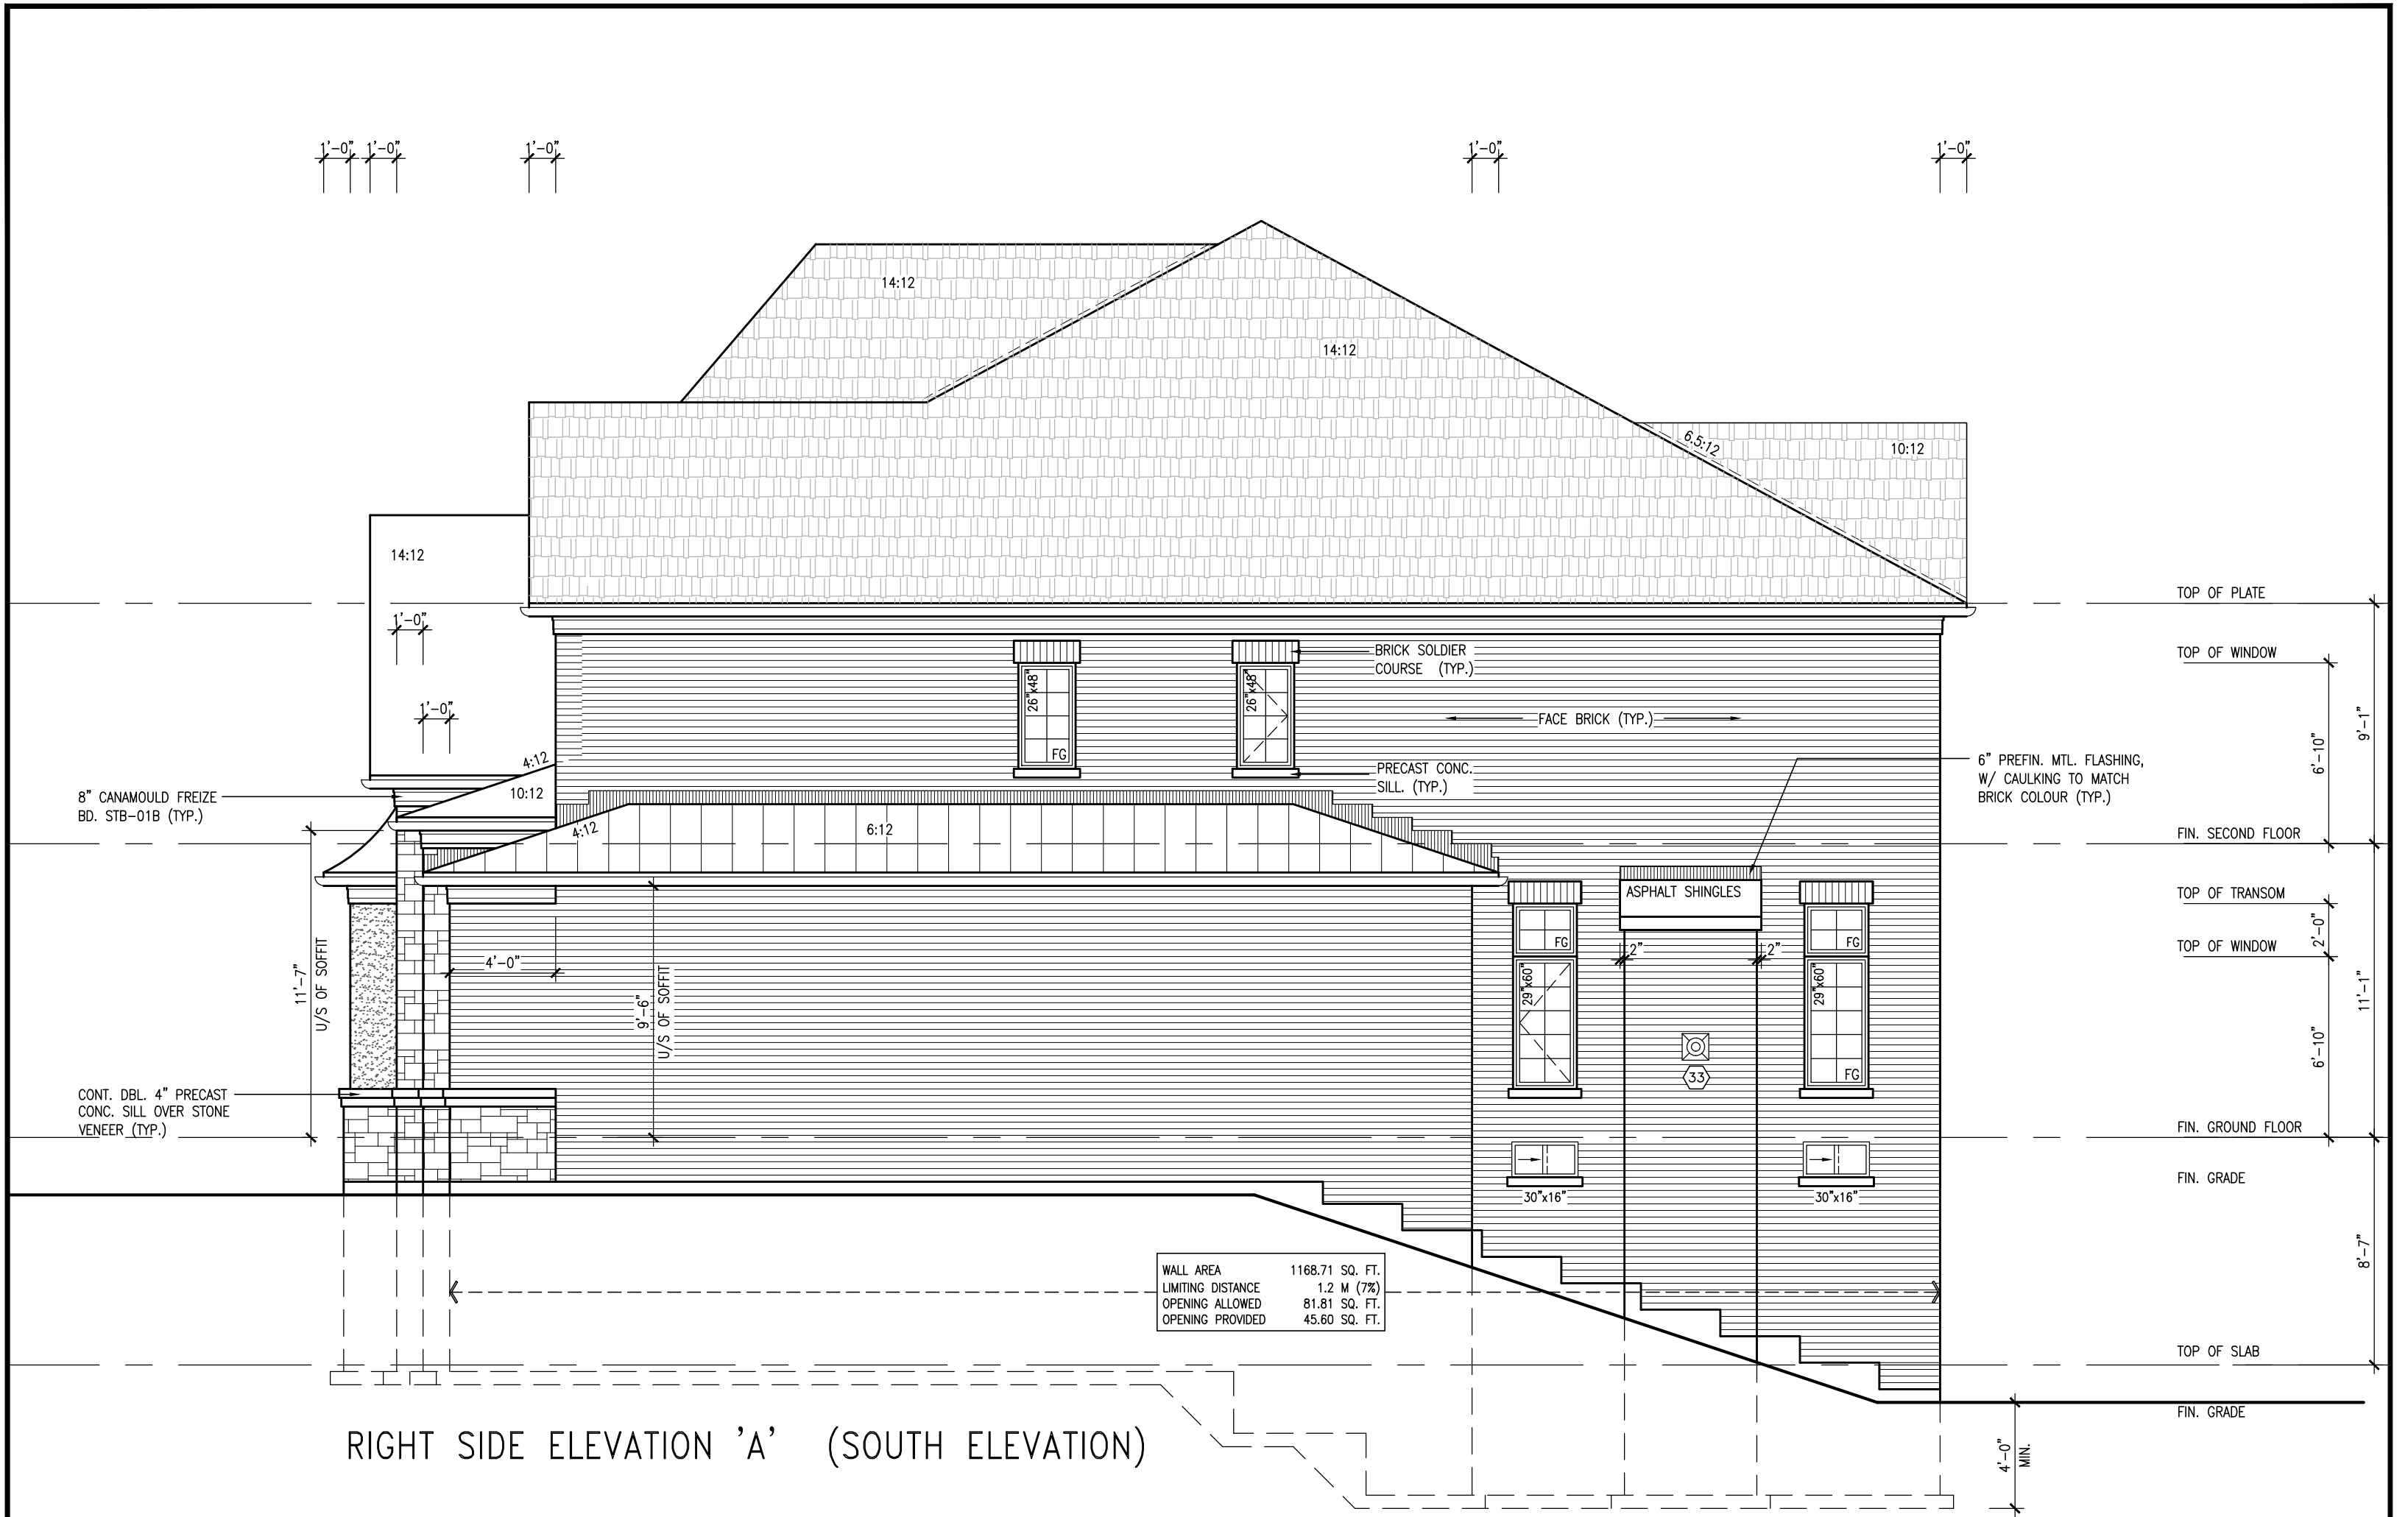 1'-0" 1'-0" 1'-0" 1'-0" 1'-0"
14:12
14:12
6.5:12
10:12
14:12
1'-0"
1'-0"
4:12
10:12
4:12
6:12
8" CANAMOULD FREIZE
BD. STB-01B (TYP.)
11'-7"
U/S OF SOFFIT
4'-0"
9'-6"
U/S OF SOFFIT
CONT. DBL. 4" PRECAST
CONC. SILL OVER STONE
VENEER (TYP.)
26"x48"
FG
26"x48"
BRICK SOLDIER
COURSE (TYP.)
FACE BRICK (TYP.)
PRECAST CONC.
SILL. (TYP.)
6" PREFIN. MTL. FLASHING,
W/ CAULKING TO MATCH
BRICK COLOUR (TYP.)
ASPHALT SHINGLES
FG
FG
2"
2"
29"x60"
29"x60"
FG
33
30"x16"
30"x16"
TOP OF PLATE
TOP OF WINDOW
9'-1"
6'-10"
FIN. SECOND FLOOR
TOP OF TRANSOM
2'-0"
TOP OF WINDOW
11'-1"
6'-10"
FIN. GROUND FLOOR
FIN. GRADE
8'-7"
TOP OF SLAB
FIN. GRADE
4'-0"
MIN.
WALL AREA 1168.71 SQ. FT.
LIMITING DISTANCE 1.2 M (7%)
OPENING ALLOWED 81.81 SQ. FT.
OPENING PROVIDED 45.60 SQ. FT.
RIGHT SIDE ELEVATION 'A' (SOUTH ELEVATION)